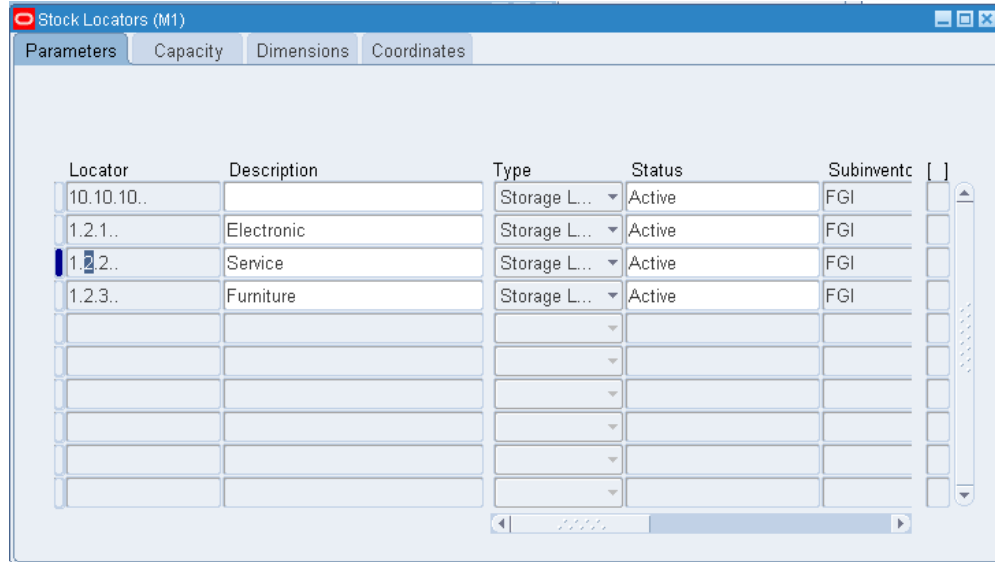 Stock Locators (M1)
Parameters Capacity Dimensions Coordinates
Locator Description Type Status Subinvento [ ]
10.10.10.. Storage L... Active FGI
1.2.1.. Electronic Storage L... Active FGI
1.2.2.. Service Storage L... Active FGI
1.2.3.. Furniture Storage L... Active FGI